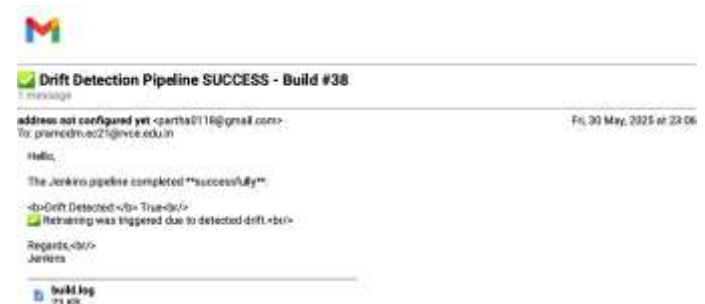 ✅ Drift Detection Pipeline SUCCESS - Build #38
1 message
address not configured yet <partha0118@gmail.com>
Fri, 30 May, 2025 at 23:06
To: pramodm.ec21@rvce.edu.in
Hello,
The Jenkins pipeline completed **successfully**.
<b>Drift Detected:</b> True<br/>
✅ Retraining was triggered due to detected drift.<br/>
Regards,<br/>
Jenkins
build.log
23 KB